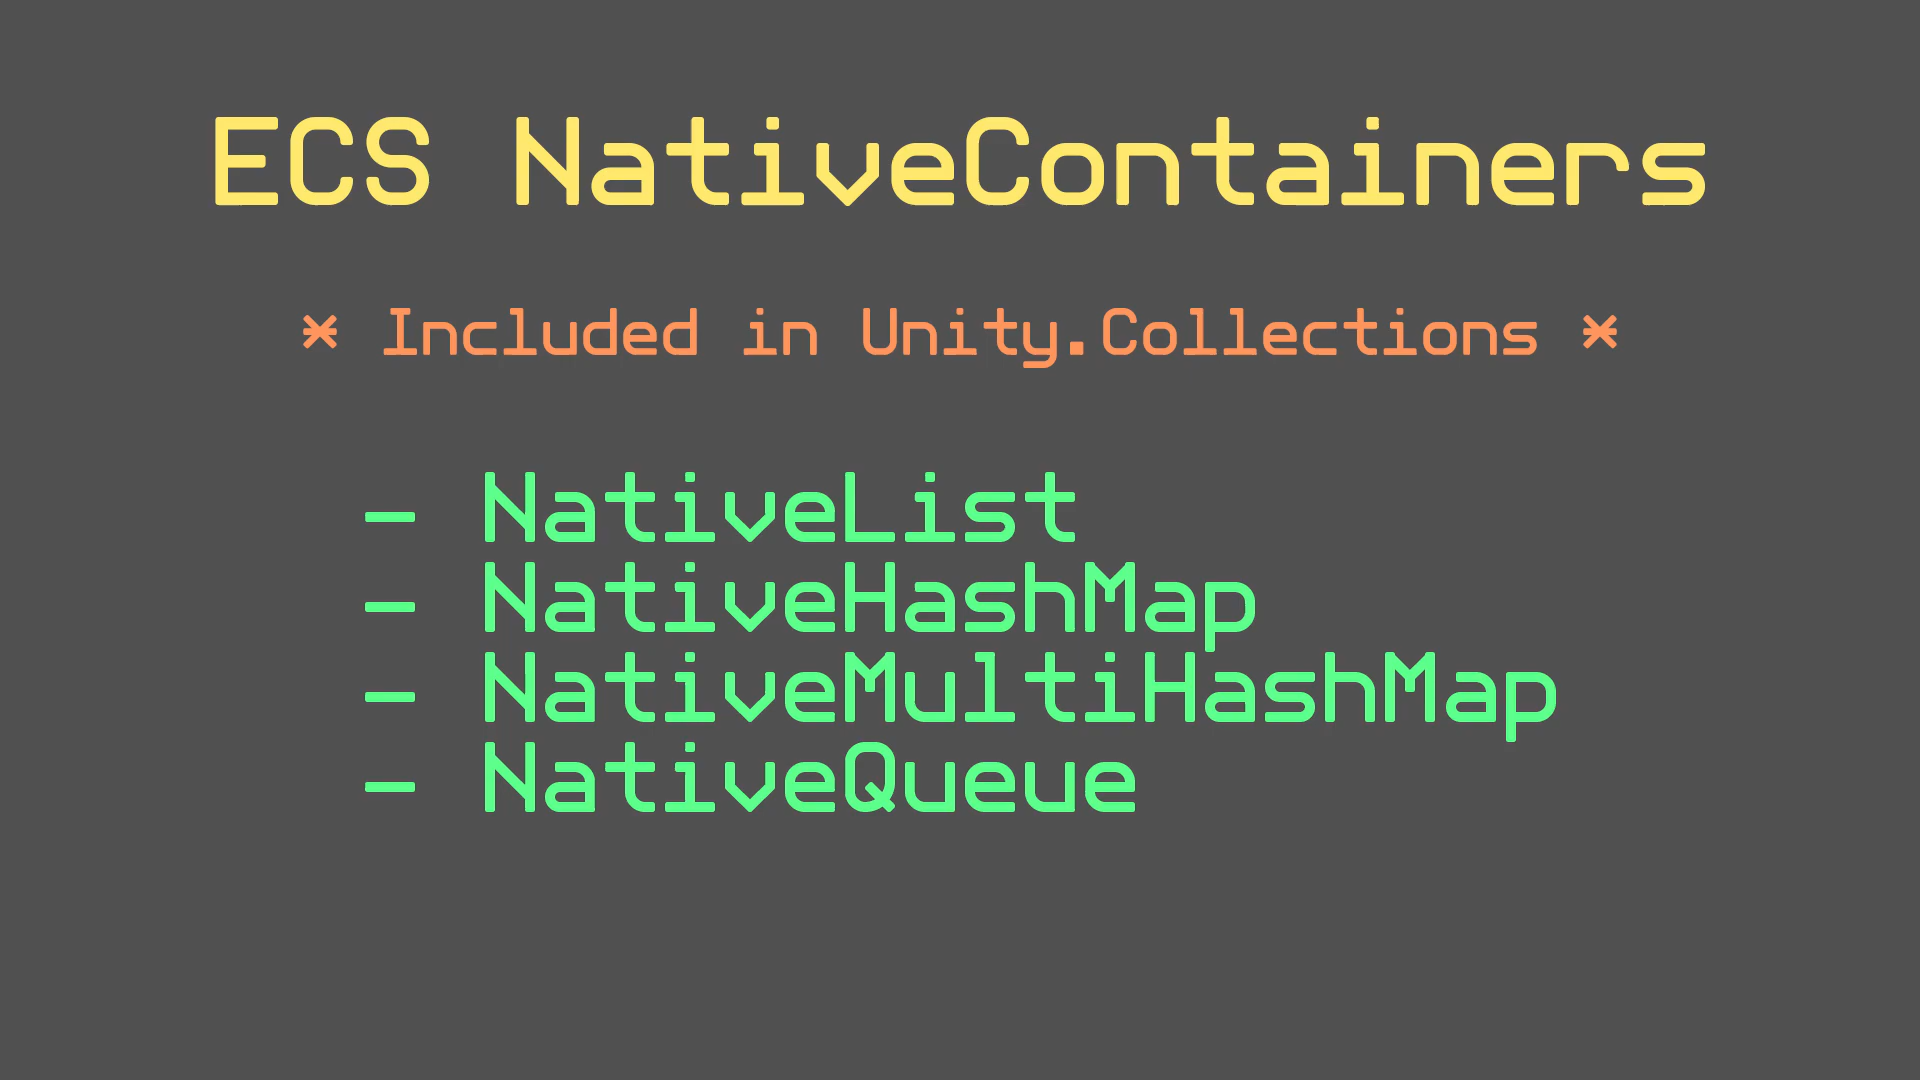 ECS NativeContainers
* Included in Unity.Collections *
- NativeList
- NativeHashMap
- NativeMultiHashMap
- NativeQueue